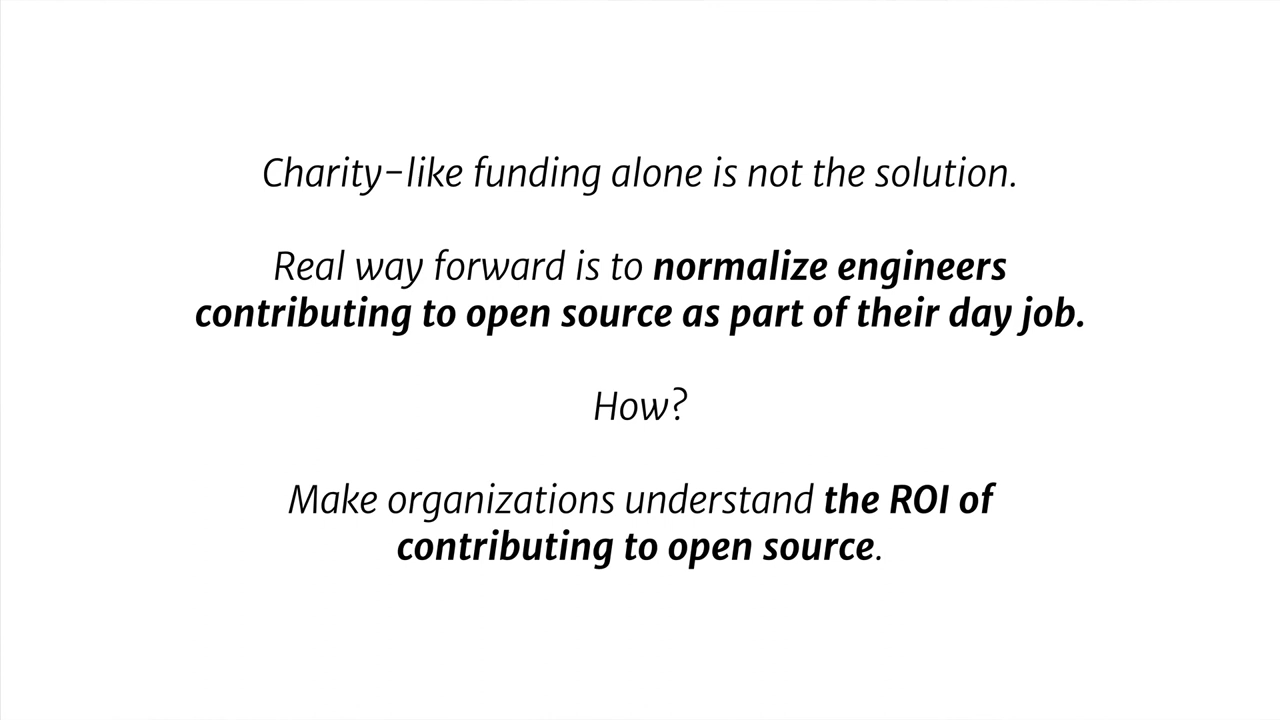 Charity-like funding alone is not the solution.
Real way forward is to normalize engineers
contributing to open source as part of their day job.
How?
Make organizations understand the ROI of
contributing to open source.